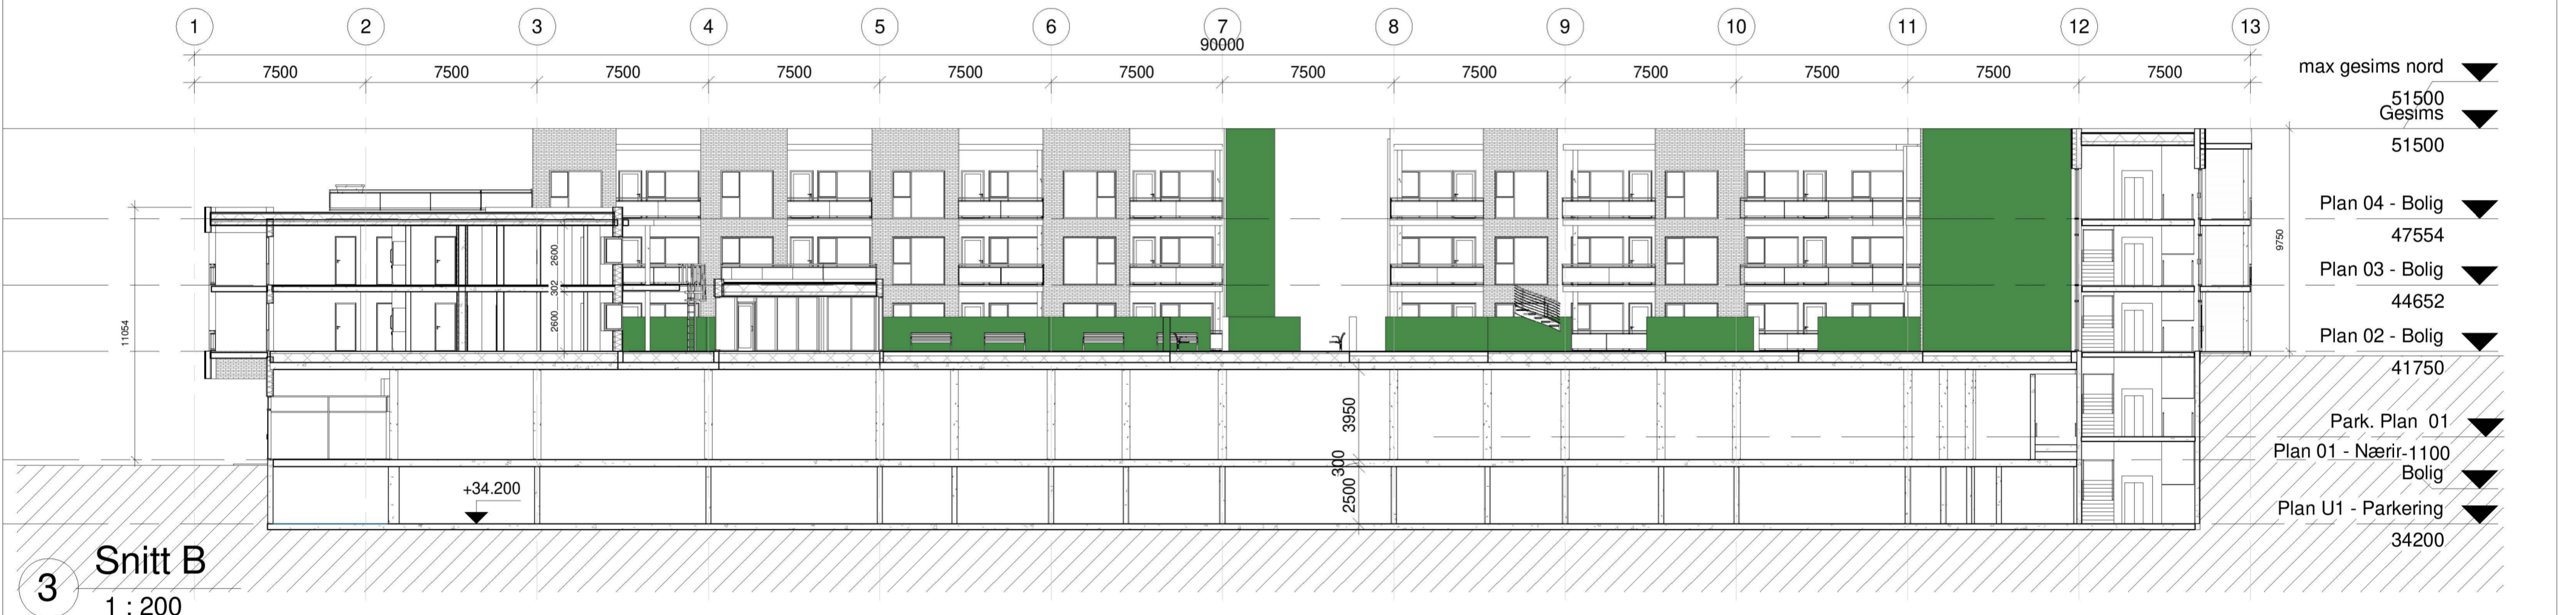 1 2 3 4 5 6 7 8 9 10 11 12 13
90000
7500 7500 7500 7500 7500 7500 7500 7500 7500 7500 7500 7500
max gesims nord
51500
Gesims
51500
Plan 04 - Bolig
47554
Plan 03 - Bolig
44652
Plan 02 - Bolig
41750
Park. Plan 01
-1100
Plan 01 - Nærir
Bolig
Plan U1 - Parkering
34200
9750
11054
2600
302
2600
3950
300
2500
+34.200
3
Snitt B
1 : 200